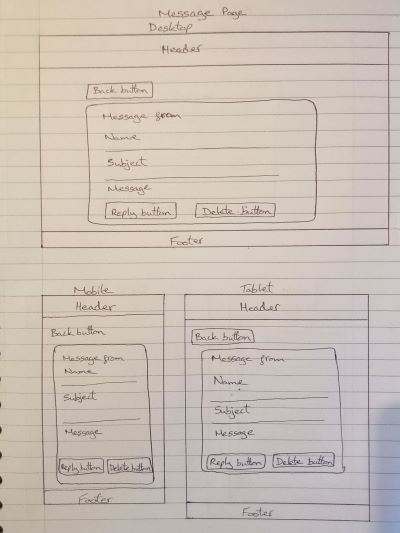 Message Page
Desktop
Header
Back button
Message from
Name
Subject
Message
Reply button Delete button
Footer
Mobile
Header
Back button
Message from
Name
Subject
Message
Reply button Delete button
Footer
Tablet
Header
Back button
Message from
Name
Subject
Message
Reply button Delete button
Footer